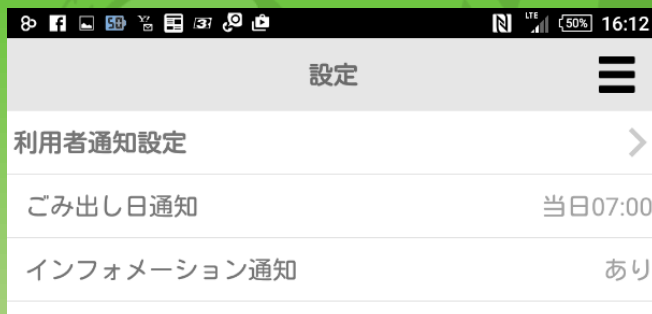 LTE 50% 16:12
設定
利用者通知設定
ごみ出し日通知 当日07:00
インフォメーション通知 あり